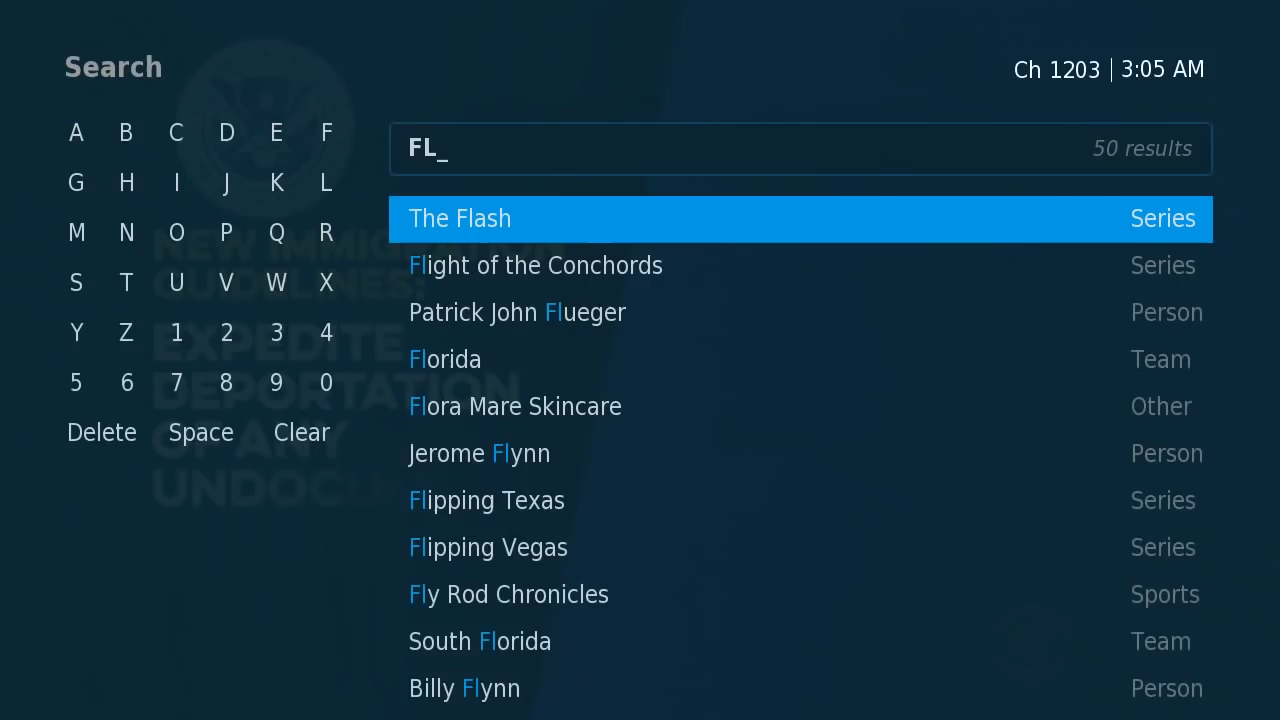 Search
Ch 1203 | 3:05 AM
A B C D E F
G H I J K L
M N O P Q R
S T U V W X
Y Z 1 2 3 4
5 6 7 8 9 0
Delete Space Clear
FL_ 50 results
The Flash Series
Flight of the Conchords Series
Patrick John Flueger Person
Florida Team
Flora Mare Skincare Other
Jerome Flynn Person
Flipping Texas Series
Flipping Vegas Series
Fly Rod Chronicles Sports
South Florida Team
Billy Flynn Person
NEW IMMIGRATION
GUIDELINES:
EXPEDITE
DEPORTATION
OF ANY